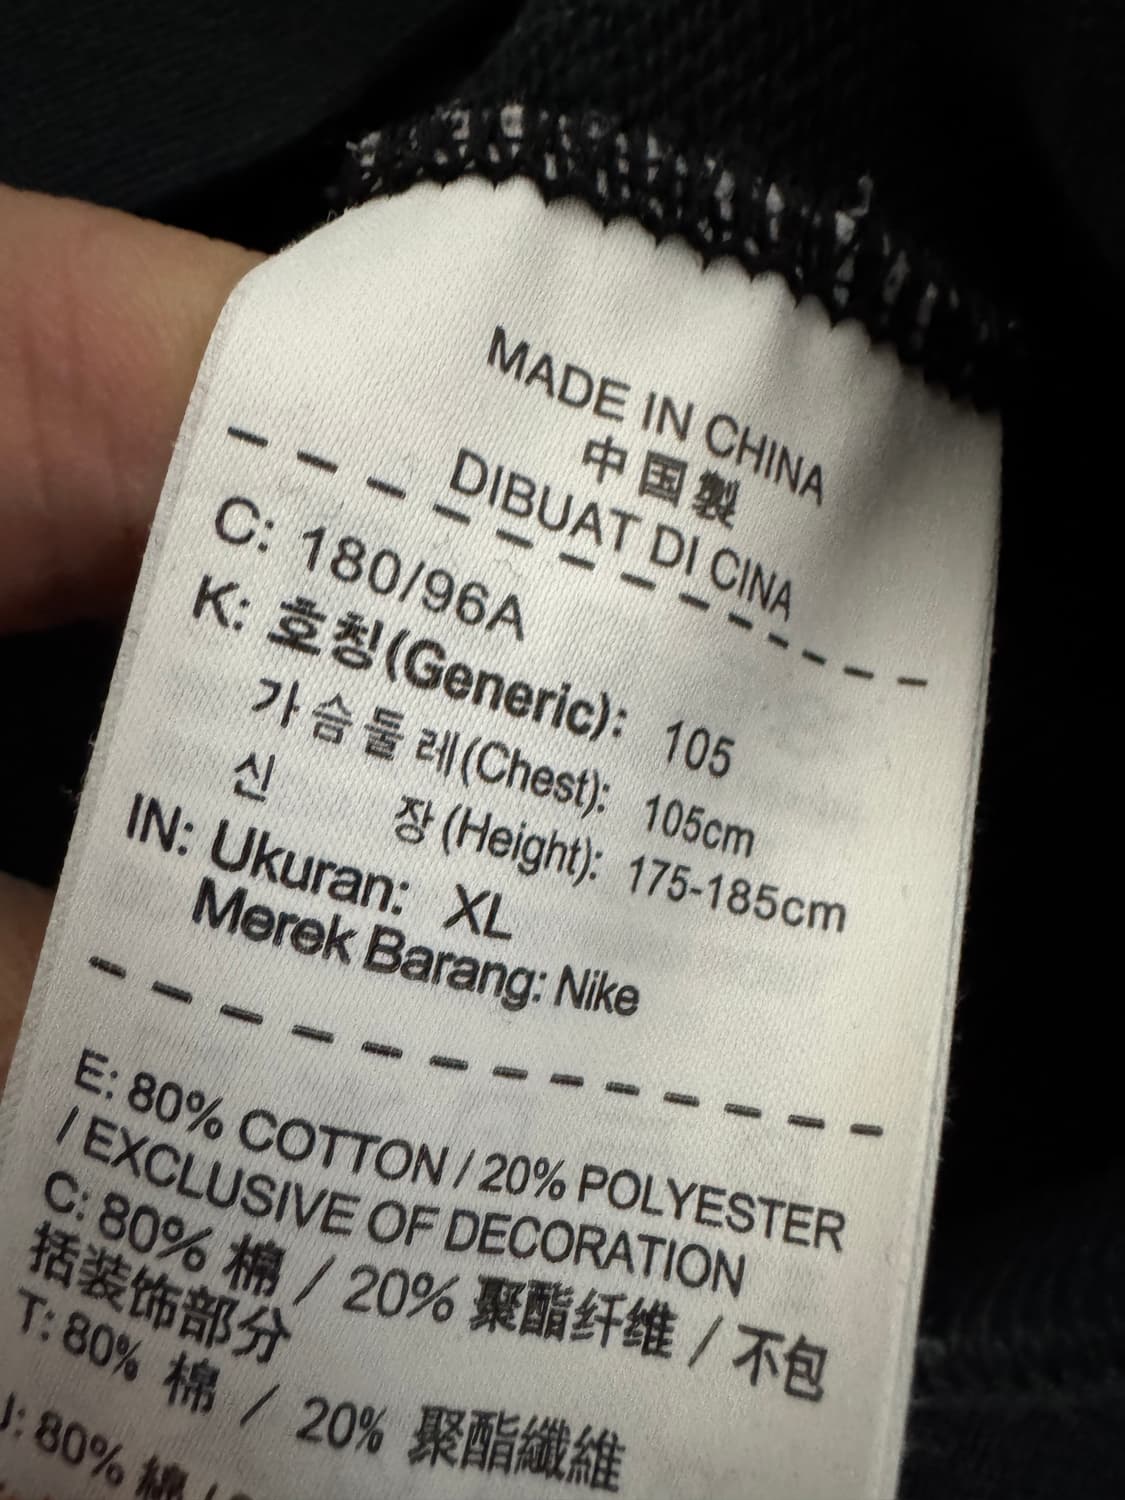 MADE IN CHINA
中国製
DIBUAT DI CINA
C: 180/96A
K: 호칭(Generic): 105
가슴둘레(Chest): 105cm
신 장(Height): 175-185cm
IN: Ukuran: XL
Merek Barang: Nike
E: 80% COTTON / 20% POLYESTER
/ EXCLUSIVE OF DECORATION
C: 80% 棉 / 20% 聚酯纤维 / 不包
括装饰部分
T: 80% 棉 / 20% 聚酯纖維
J: 80% 綿 /